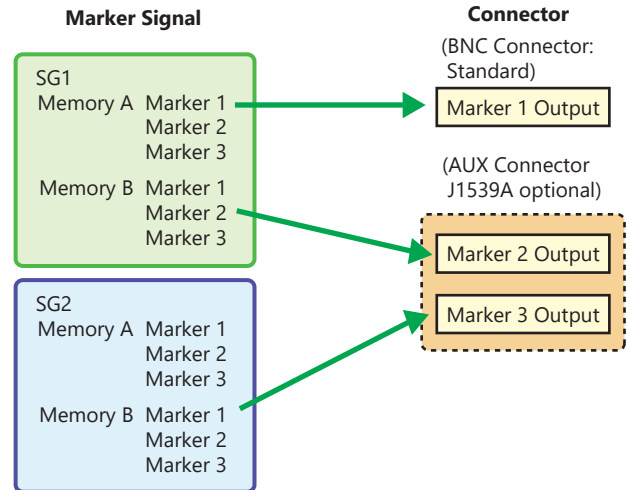 Marker Signal
SG1
Memory A Marker 1
Marker 2
Marker 3
Memory B Marker 1
Marker 2
Marker 3
SG2
Memory A Marker 1
Marker 2
Marker 3
Memory B Marker 1
Marker 2
Marker 3
Connector
(BNC Connector:
Standard)
Marker 1 Output
(AUX Connector
J1539A optional)
Marker 2 Output
Marker 3 Output